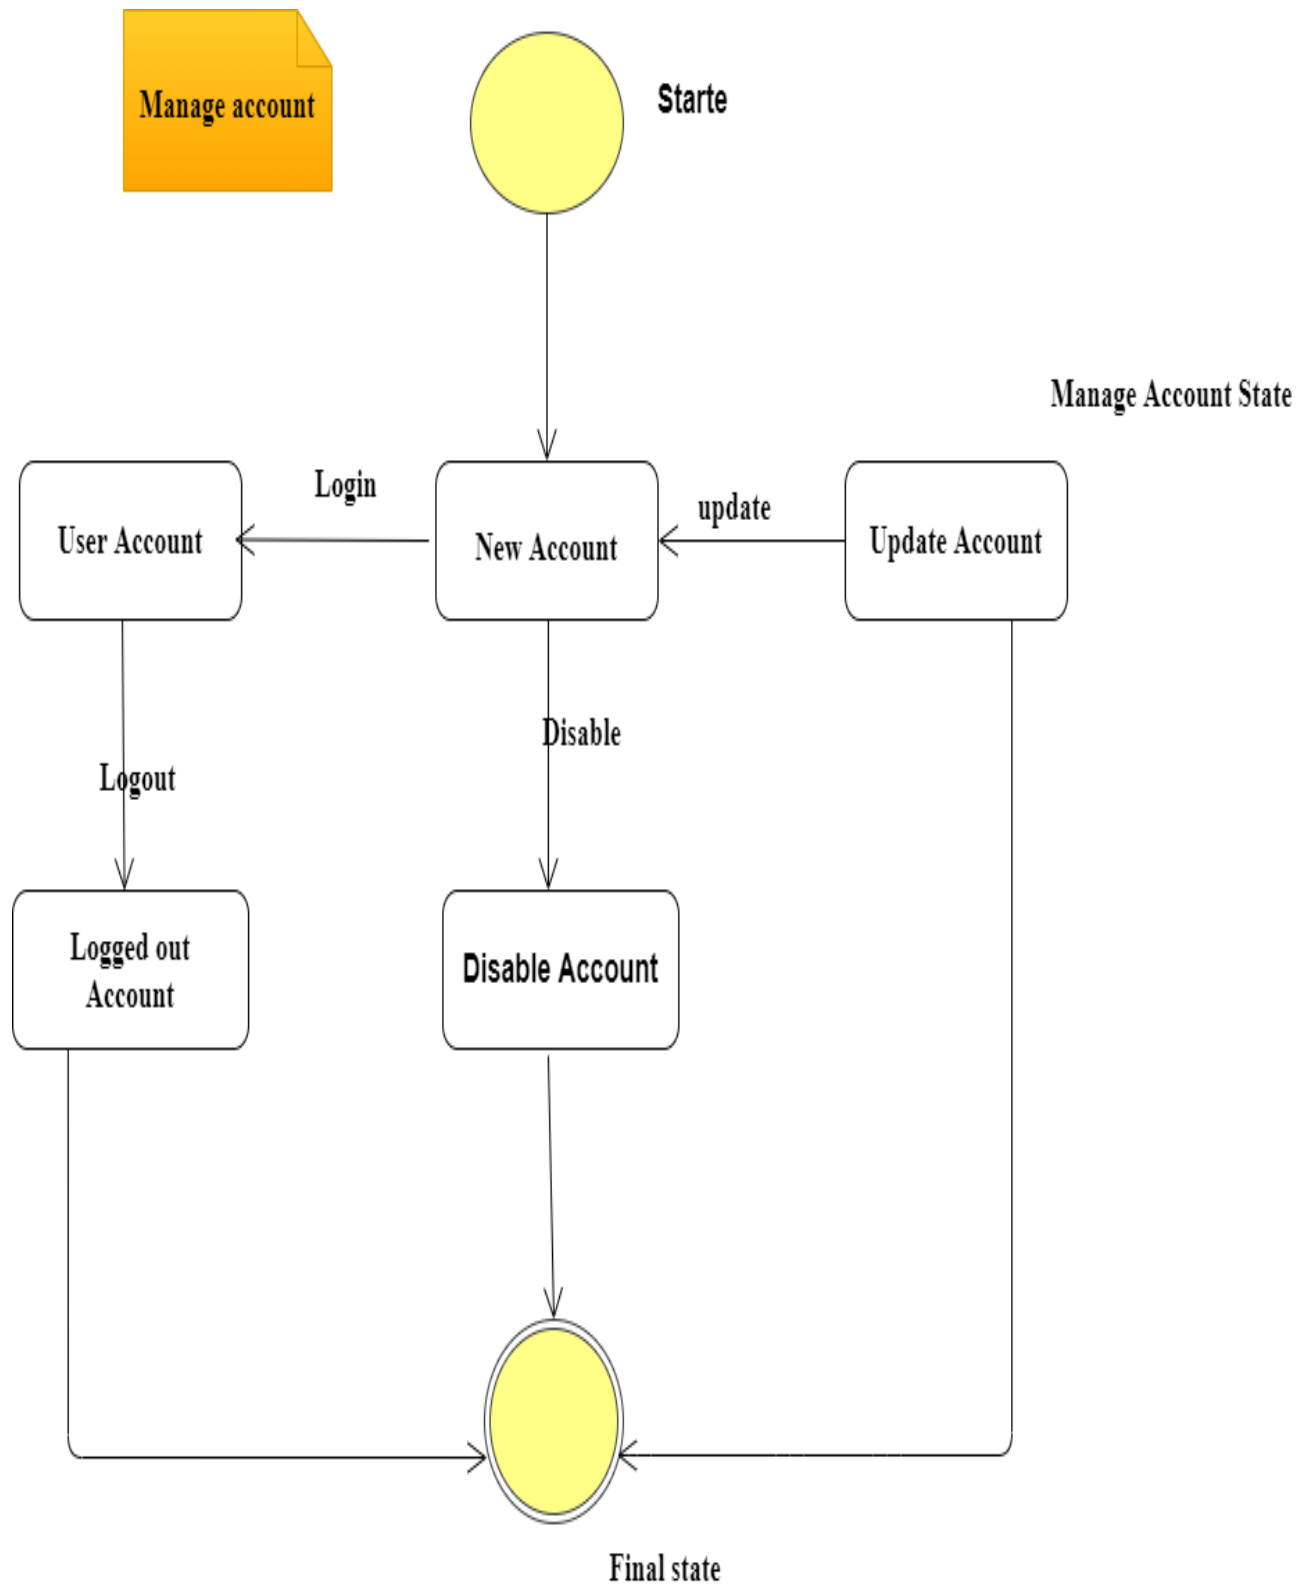 Manage account
Starte
Manage Account State
Login
update
User Account
New Account
Update Account
Disable
Logout
Logged out
Account
Disable Account
Final state